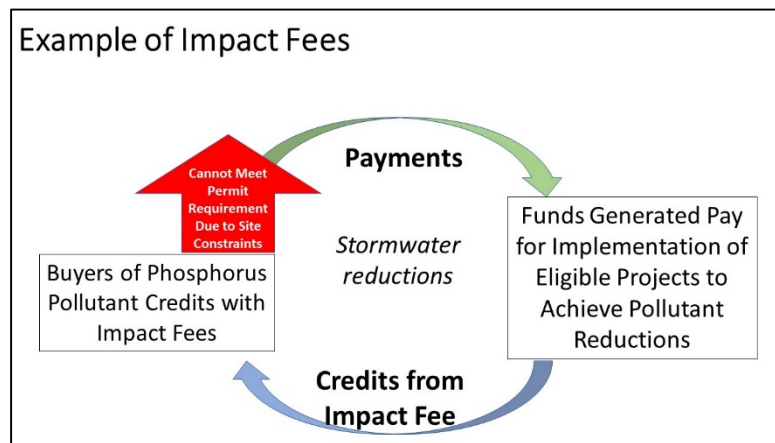 Example of Impact Fees
Payments
Cannot Meet
Permit
Requirement
Due to Site
Constraints
Stormwater
reductions
Buyers of Phosphorus
Pollutant Credits with
Impact Fees
Funds Generated Pay
for Implementation of
Eligible Projects to
Achieve Pollutant
Reductions
Credits from
Impact Fee